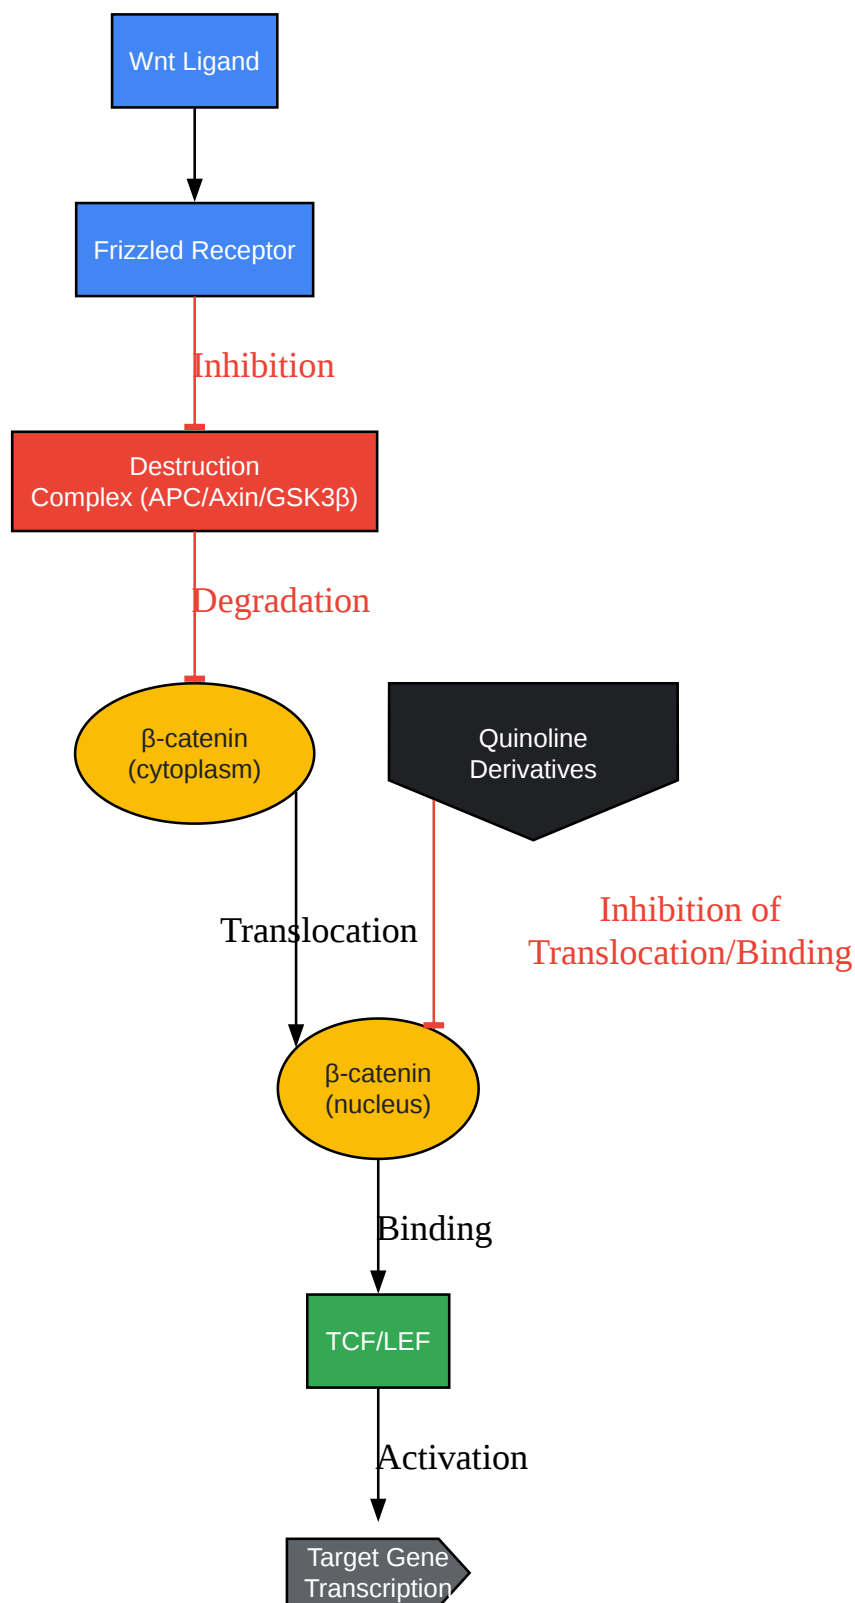 Wnt Ligand
Frizzled Receptor
Inhibition
Destruction
Complex (APC/Axin/GSK3β)
Degradation
β-catenin
(cytoplasm)
Quinoline
Derivatives
Translocation
Inhibition of
Translocation/Binding
β-catenin
(nucleus)
Binding
TCF/LEF
Activation
Target Gene
Transcription